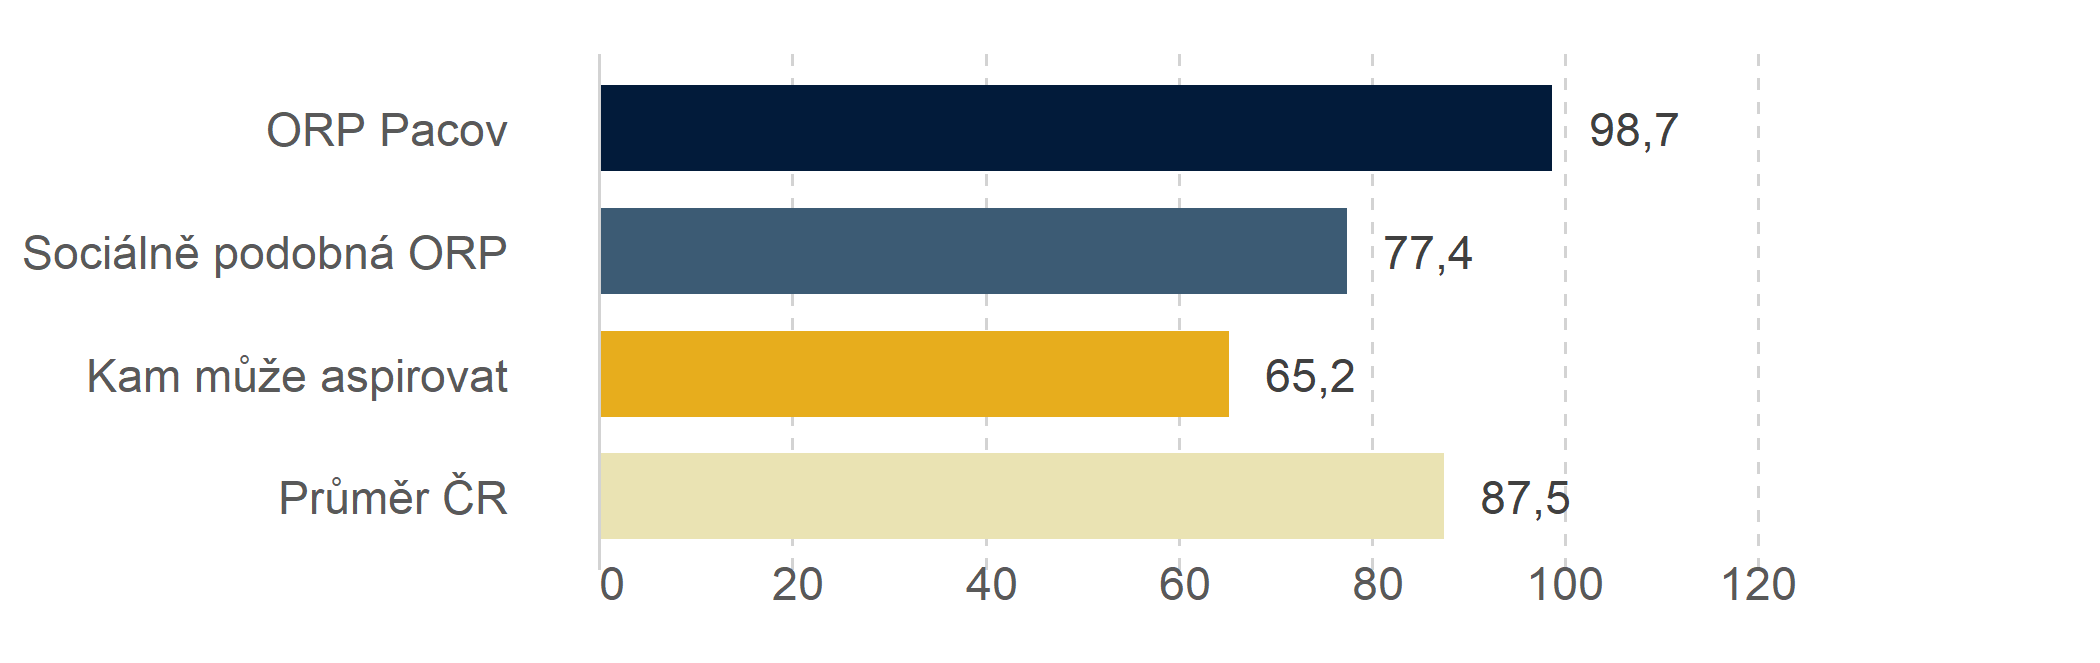 ORP Pacov 98,7
Sociálně podobná ORP 77,4
Kam může aspirovat 65,2
Průměr ČR 87,5
0 20 40 60 80 100 120